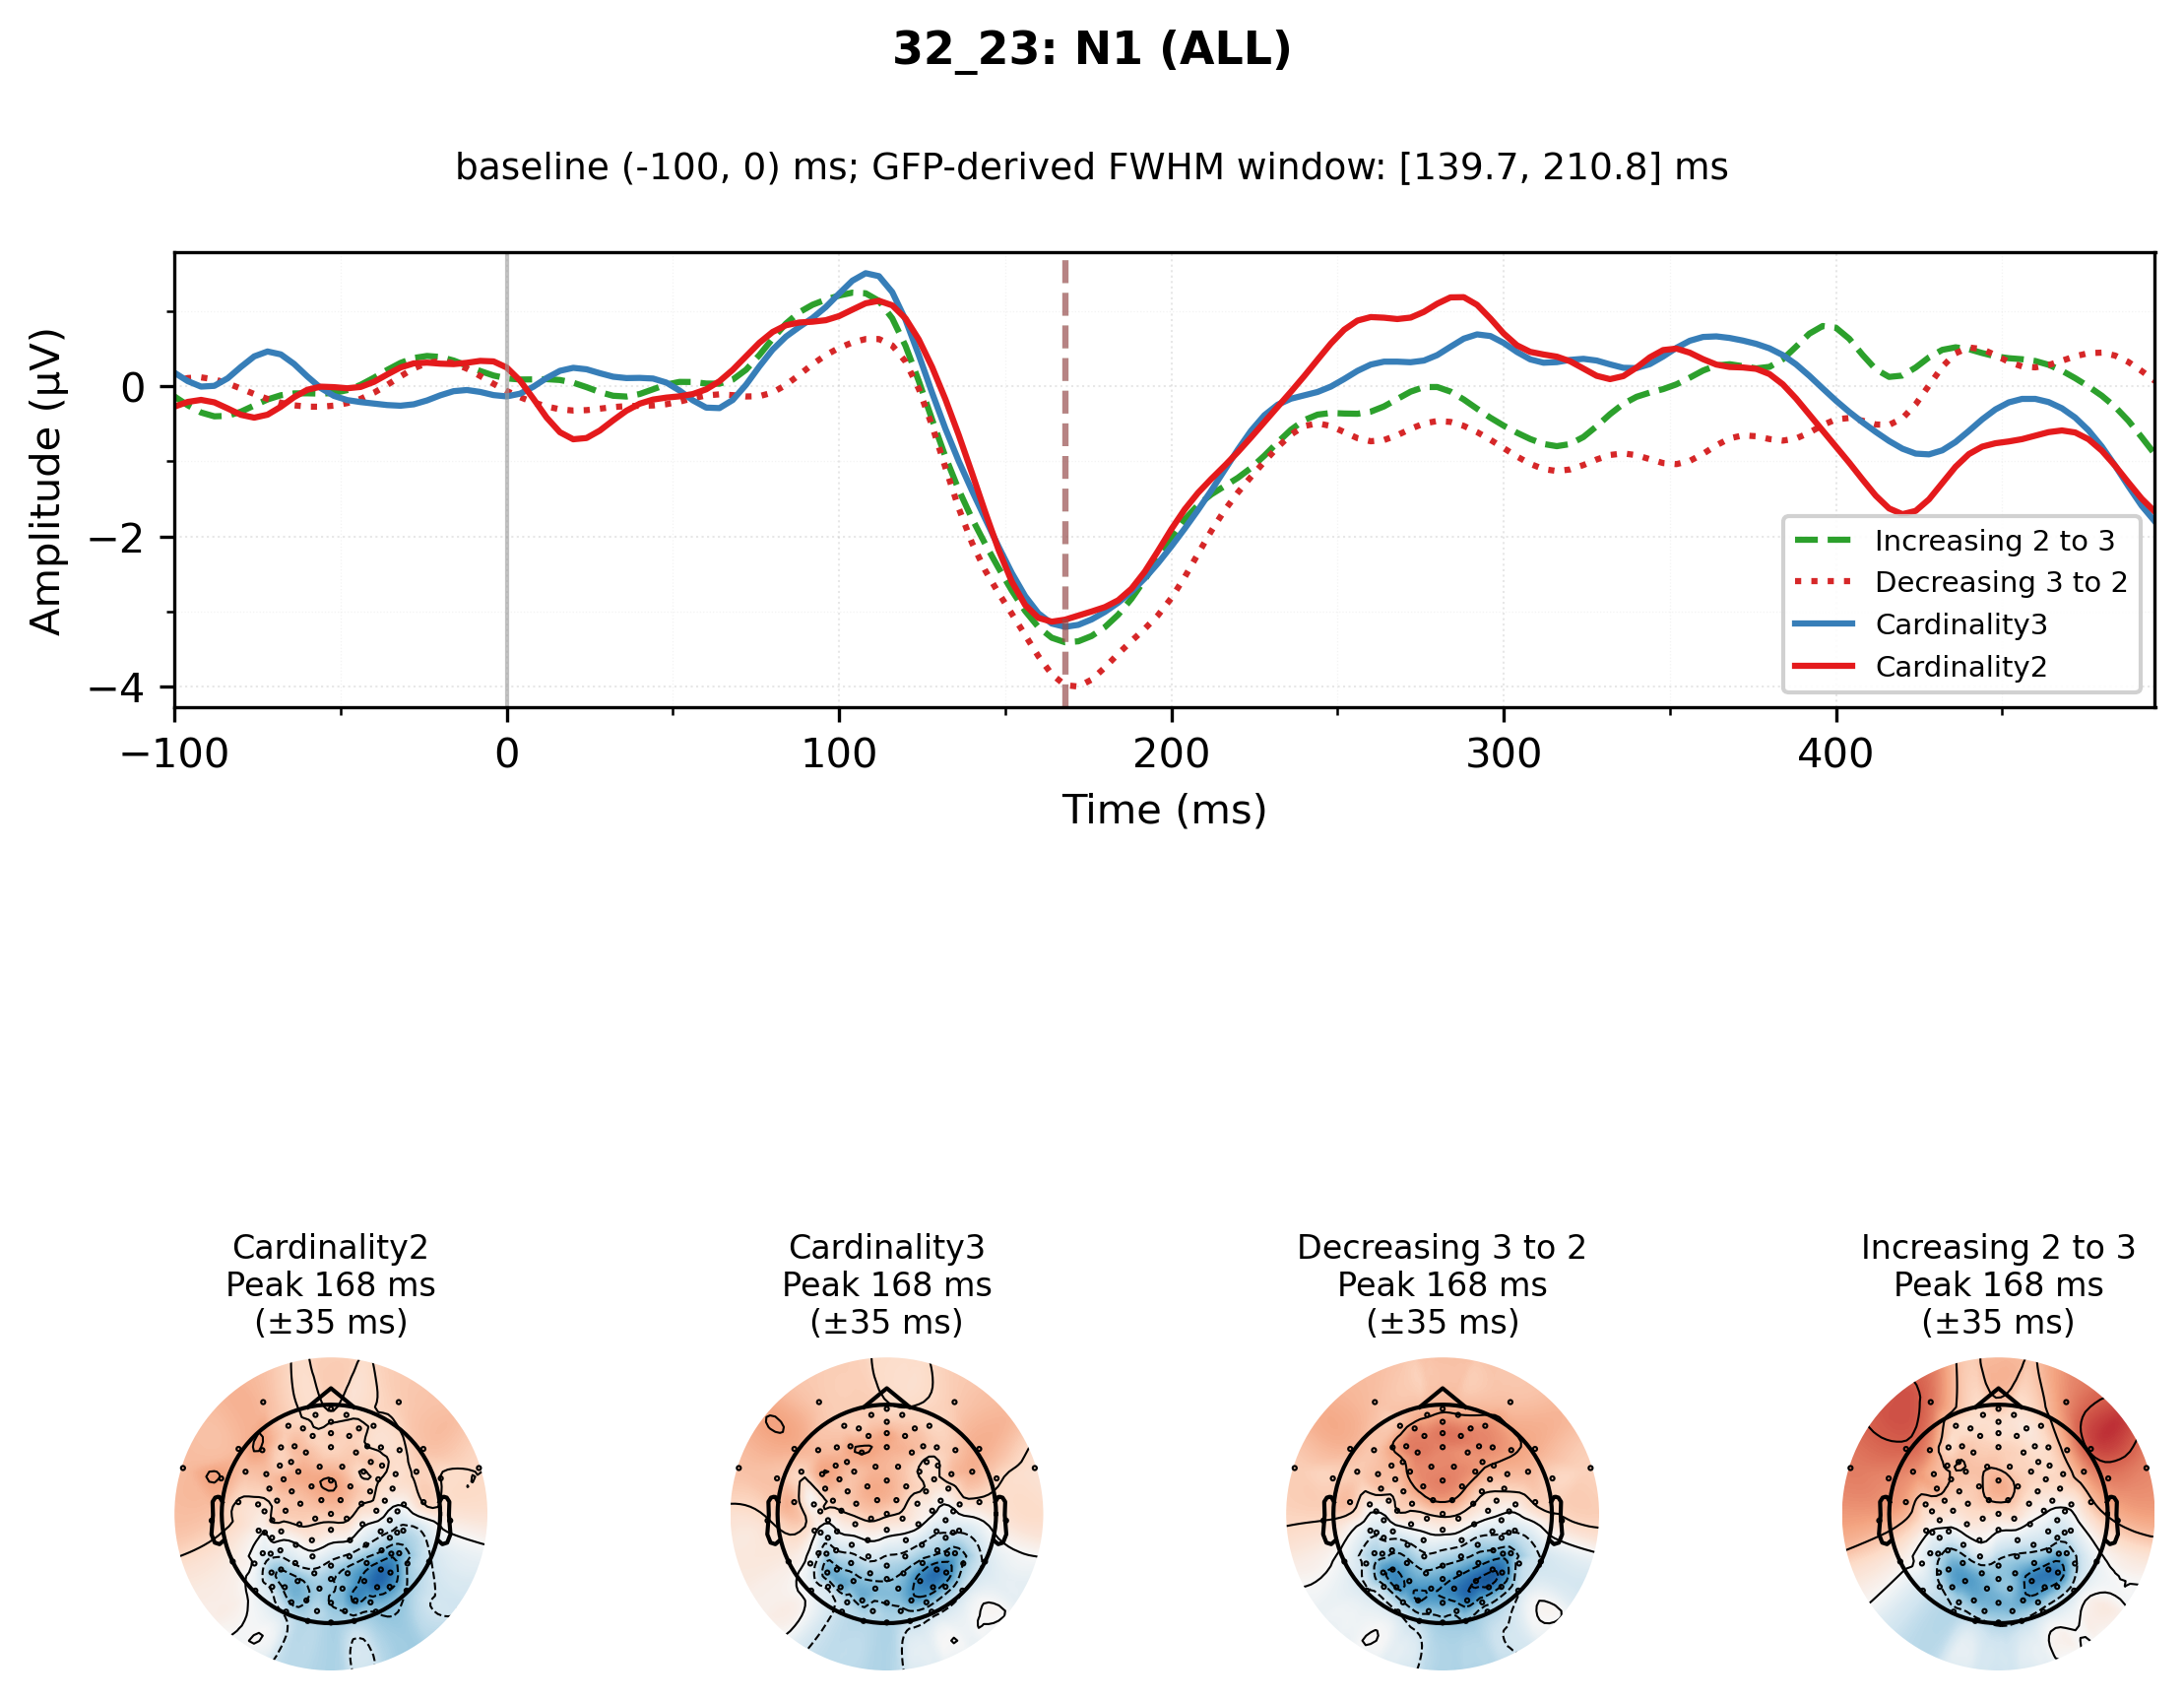 32_23: N1 (ALL)
baseline (-100, 0) ms; GFP-derived FWHM window: [139.7, 210.8] ms
Amplitude (µV)
0
−2
−4
−100
0
100
200
300
400
Time (ms)
Increasing 2 to 3
Decreasing 3 to 2
Cardinality3
Cardinality2
Cardinality2
Peak 168 ms
(±35 ms)
Cardinality3
Peak 168 ms
(±35 ms)
Decreasing 3 to 2
Peak 168 ms
(±35 ms)
Increasing 2 to 3
Peak 168 ms
(±35 ms)